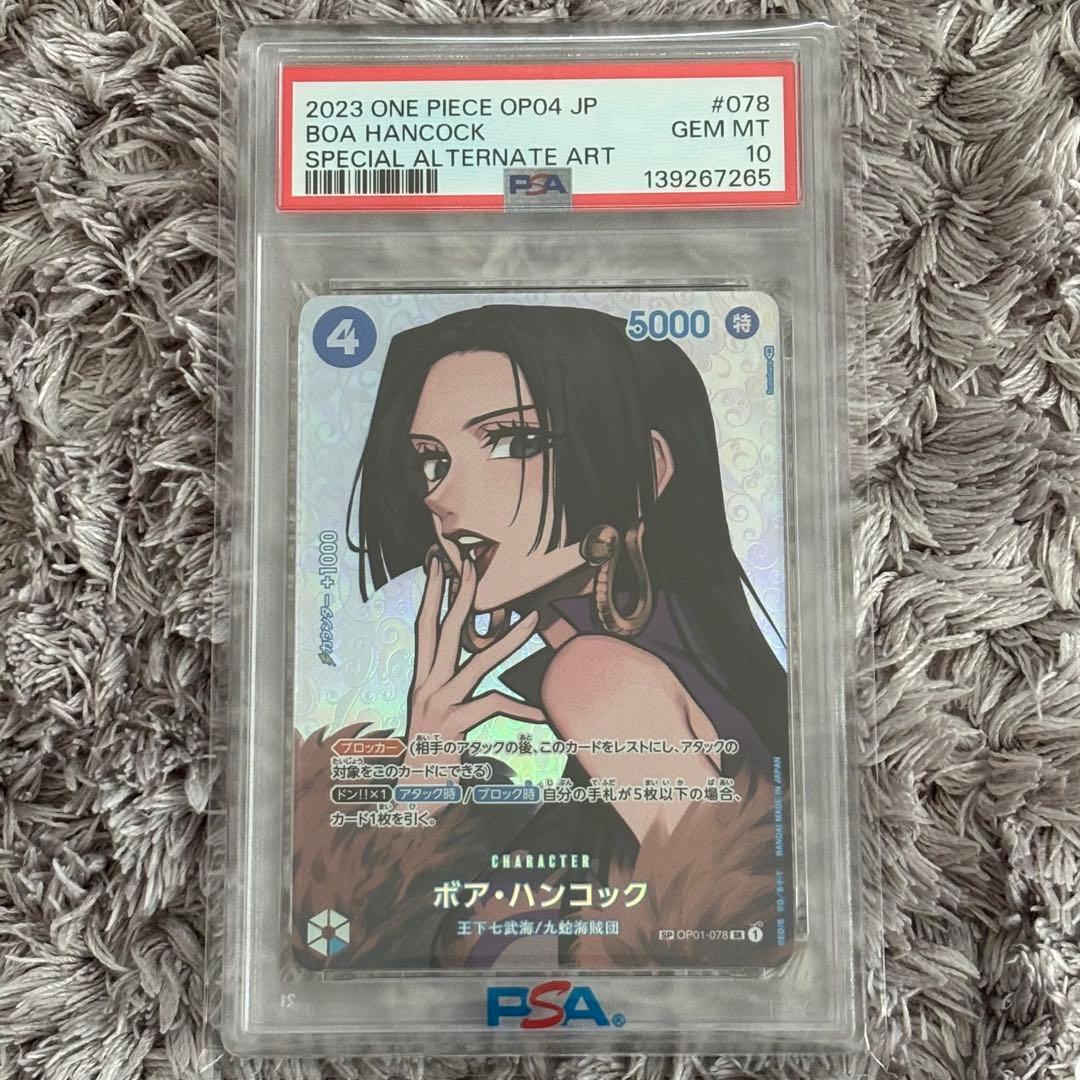 2023 ONE PIECE OP04 JP #078
BOA HANCOCK GEM MT
SPECIAL ALTERNATE ART 10
PSA 139267265
4
5000 特
カウンター +1000
ブロッカー (相手のアタックの後、このカードをレストにし、アタックの
対象をこのカードにできる)
ドン!!×1 アタック時 / ブロック時 自分の手札が5枚以下の場合、
カード1枚を引く。
CHARACTER
ボア・ハンコック
王下七武海/九蛇海賊団
SP OP01-078 SR 1
©EO/S ©O/S・F・T BANDAI MADE IN JAPAN
PSA®